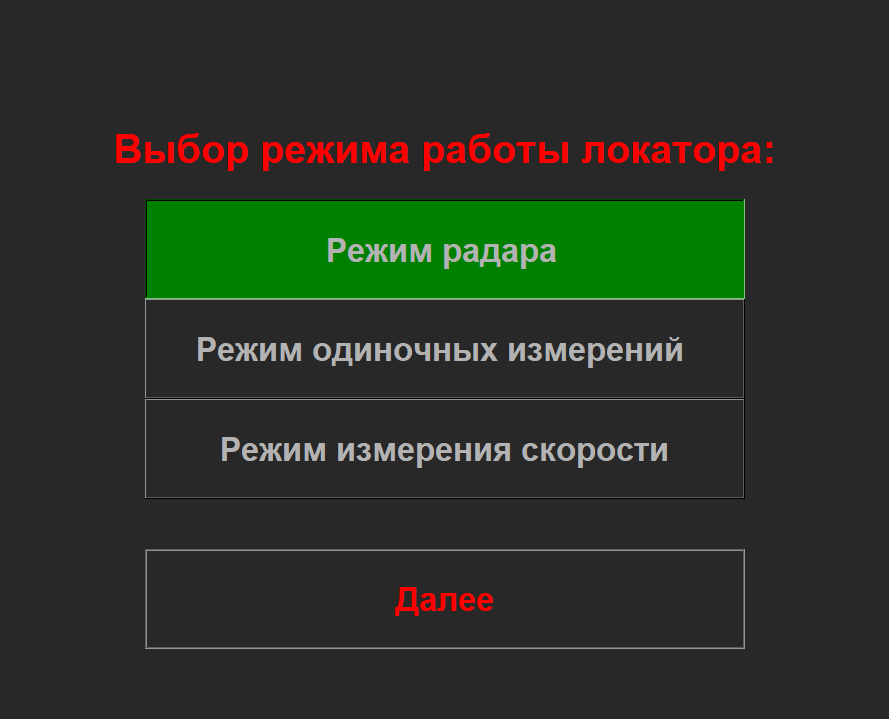 Выбор режима работы локатора:
Режим радара
Режим одиночных измерений
Режим измерения скорости
Далее